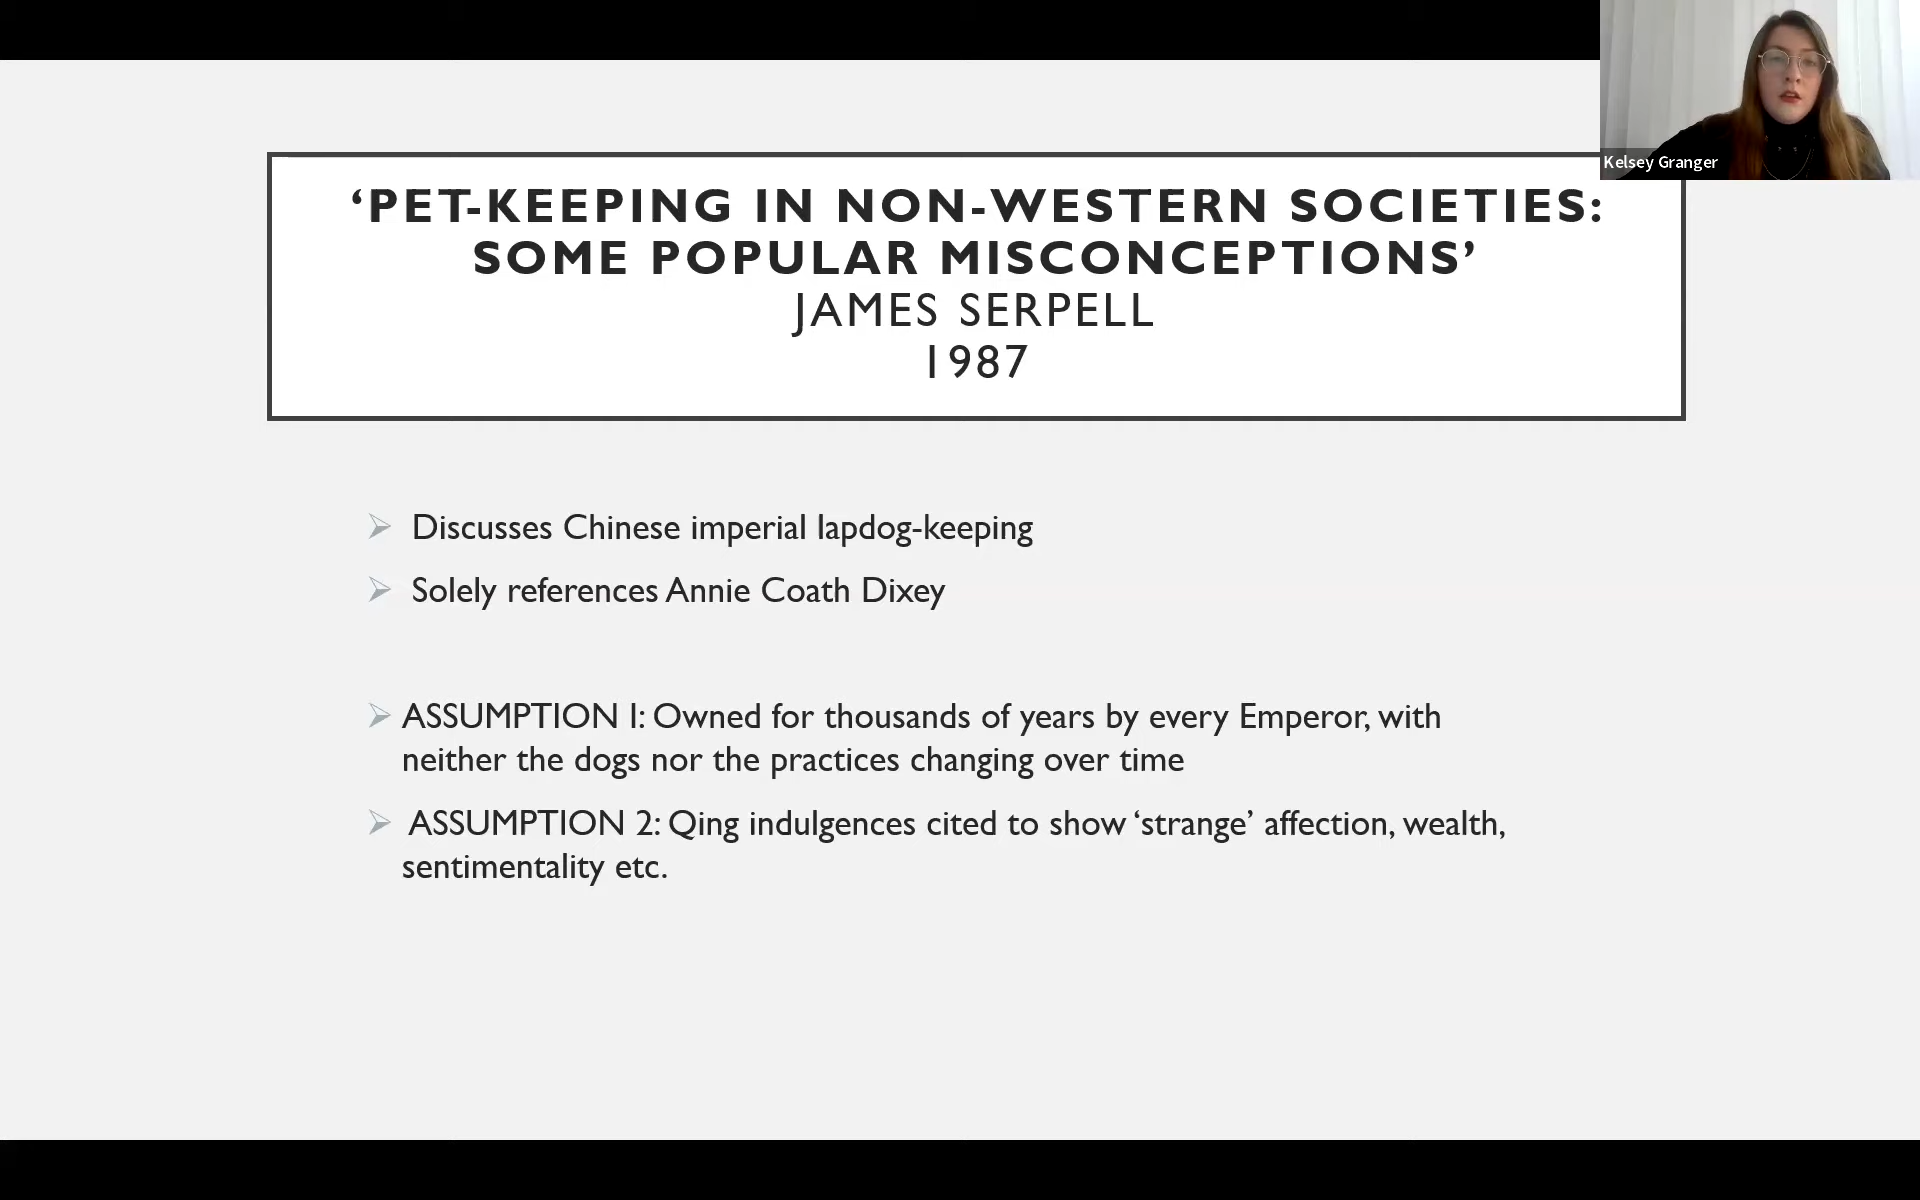 Kelsey Granger
‘PET-KEEPING IN NON-WESTERN SOCIETIES:
SOME POPULAR MISCONCEPTIONS’
JAMES SERPELL
1987
Discusses Chinese imperial lapdog-keeping
Solely references Annie Coath Dixey
ASSUMPTION 1: Owned for thousands of years by every Emperor, with
neither the dogs nor the practices changing over time
ASSUMPTION 2: Qing indulgences cited to show ‘strange’ affection, wealth,
sentimentality etc.